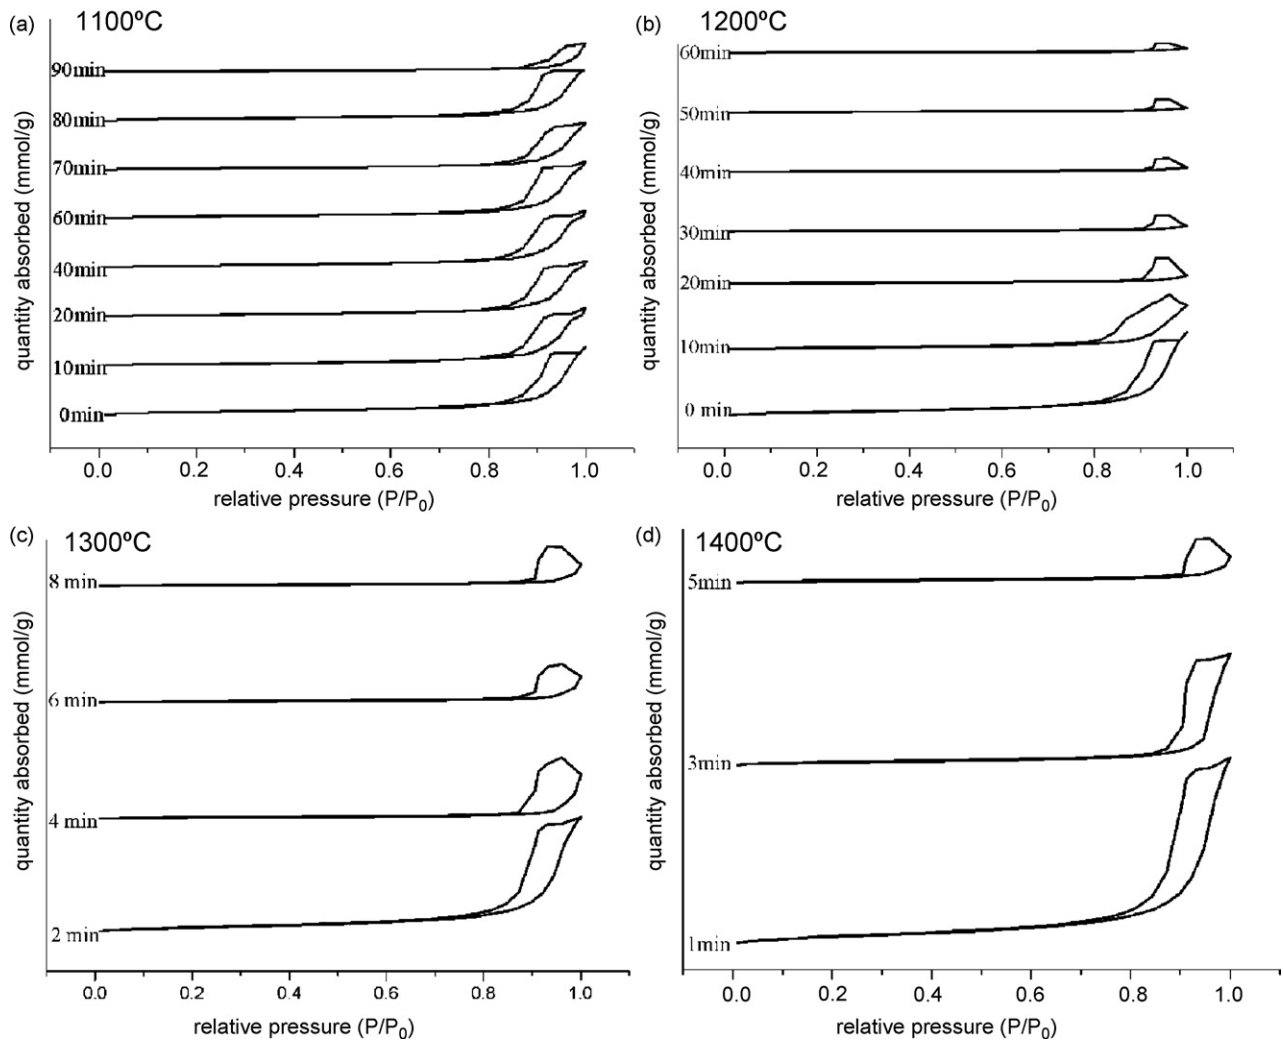 (a) 1100ºC
90min
80min
70min
60min
40min
20min
10min
0min
quantity absorbed (mmol/g)
0.0 0.2 0.4 0.6 0.8 1.0
relative pressure (P/P0)
(b) 1200ºC
60min
50min
40min
30min
20min
10min
0 min
quantity absorbed (mmol/g)
0.0 0.2 0.4 0.6 0.8 1.0
relative pressure (P/P0)
(c) 1300ºC
8 min
6 min
4 min
2 min
quantity absorbed (mmol/g)
0.0 0.2 0.4 0.6 0.8 1.0
relative pressure (P/P0)
(d) 1400ºC
5min
3min
1min
quantity absorbed (mmol/g)
0.0 0.2 0.4 0.6 0.8 1.0
relative pressure (P/P0)